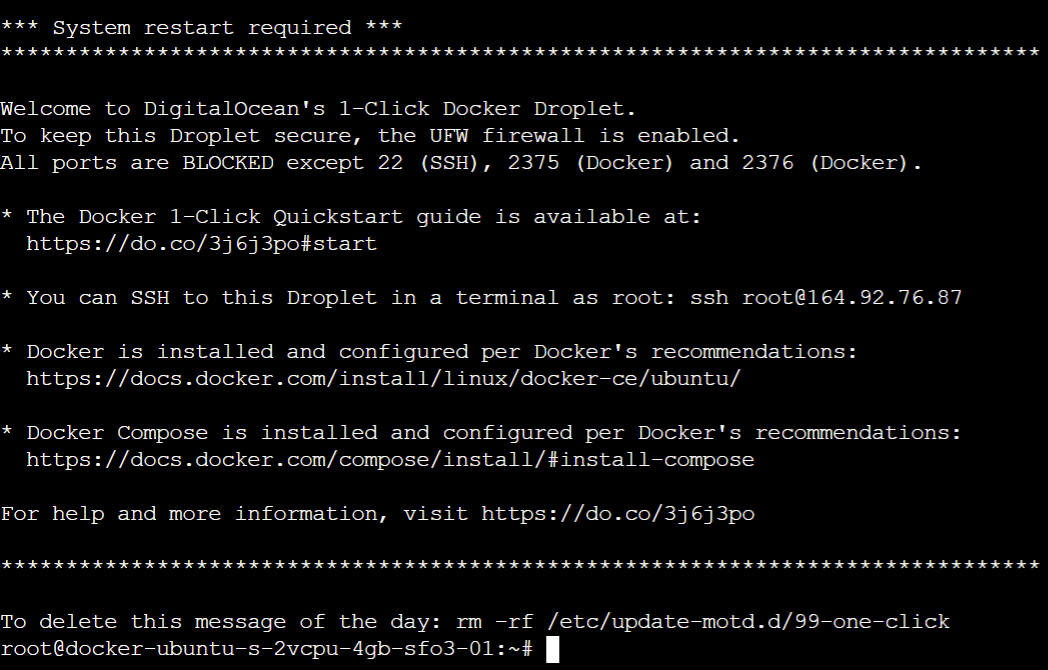 *** System restart required ***
********************************************************************************

Welcome to DigitalOcean's 1-Click Docker Droplet.
To keep this Droplet secure, the UFW firewall is enabled.
All ports are BLOCKED except 22 (SSH), 2375 (Docker) and 2376 (Docker).

* The Docker 1-Click Quickstart guide is available at:
  https://do.co/3j6j3po#start

* You can SSH to this Droplet in a terminal as root: ssh root@164.92.76.87

* Docker is installed and configured per Docker's recommendations:
  https://docs.docker.com/install/linux/docker-ce/ubuntu/

* Docker Compose is installed and configured per Docker's recommendations:
  https://docs.docker.com/compose/install/#install-compose

For help and more information, visit https://do.co/3j6j3po

********************************************************************************

To delete this message of the day: rm -rf /etc/update-motd.d/99-one-click
root@docker-ubuntu-s-2vcpu-4gb-sfo3-01:~#